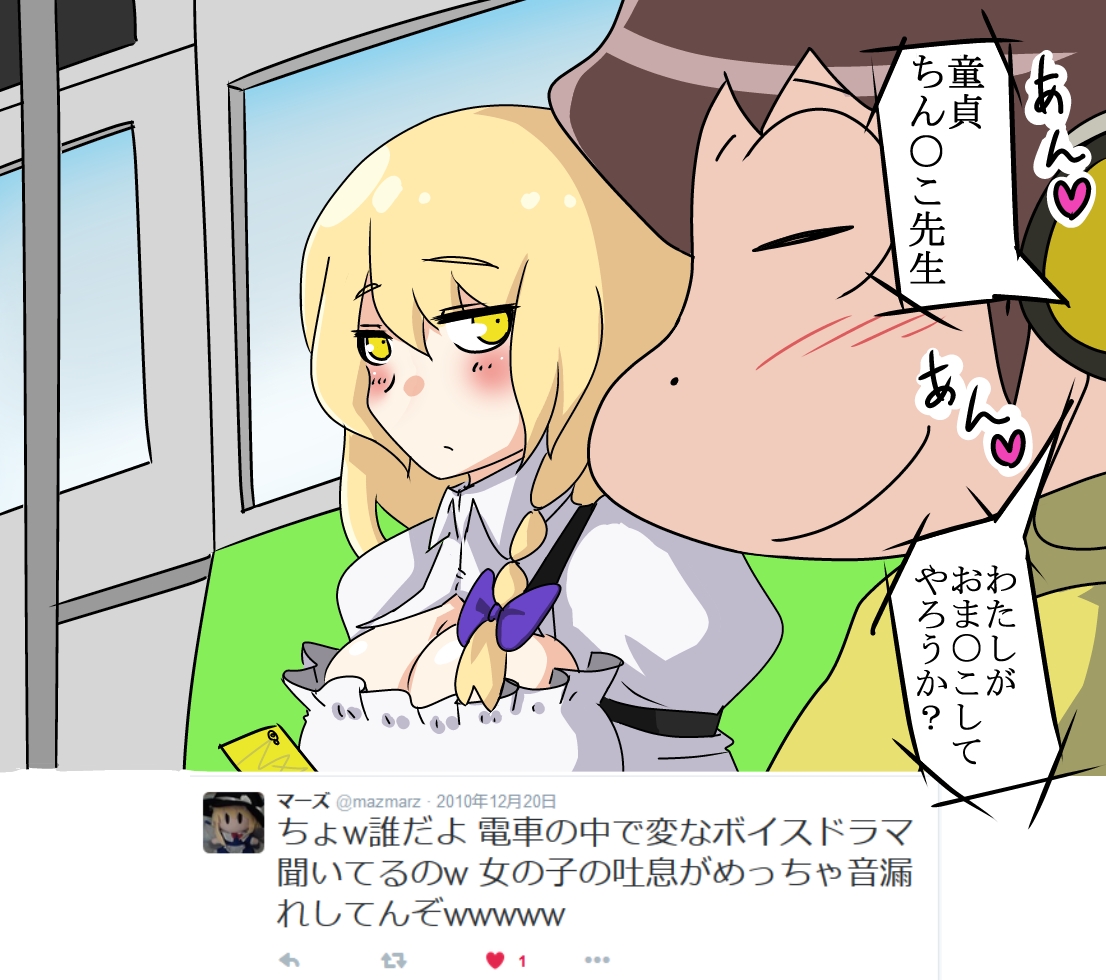 あん♥
童貞
ちん〇こ先生
あん♥
わたしが
おま〇こして
やろうか？
マーズ @mazmarz · 2010年12月20日
ちょw誰だよ 電車の中で変なボイスドラマ
聞いてるのw 女の子の吐息がめっちゃ音漏
れしてんぞwwwww
1